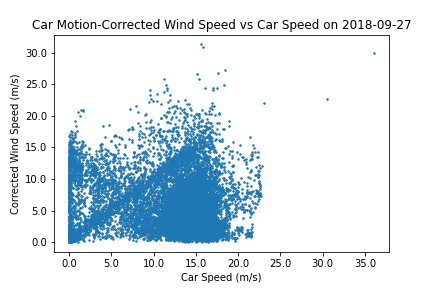 Car Motion-Corrected Wind Speed vs Car Speed on 2018-09-27
30.0
25.0
20.0
15.0
10.0
5.0
0.0
Corrected Wind Speed (m/s)
0.0 5.0 10.0 15.0 20.0 25.0 30.0 35.0
Car Speed (m/s)